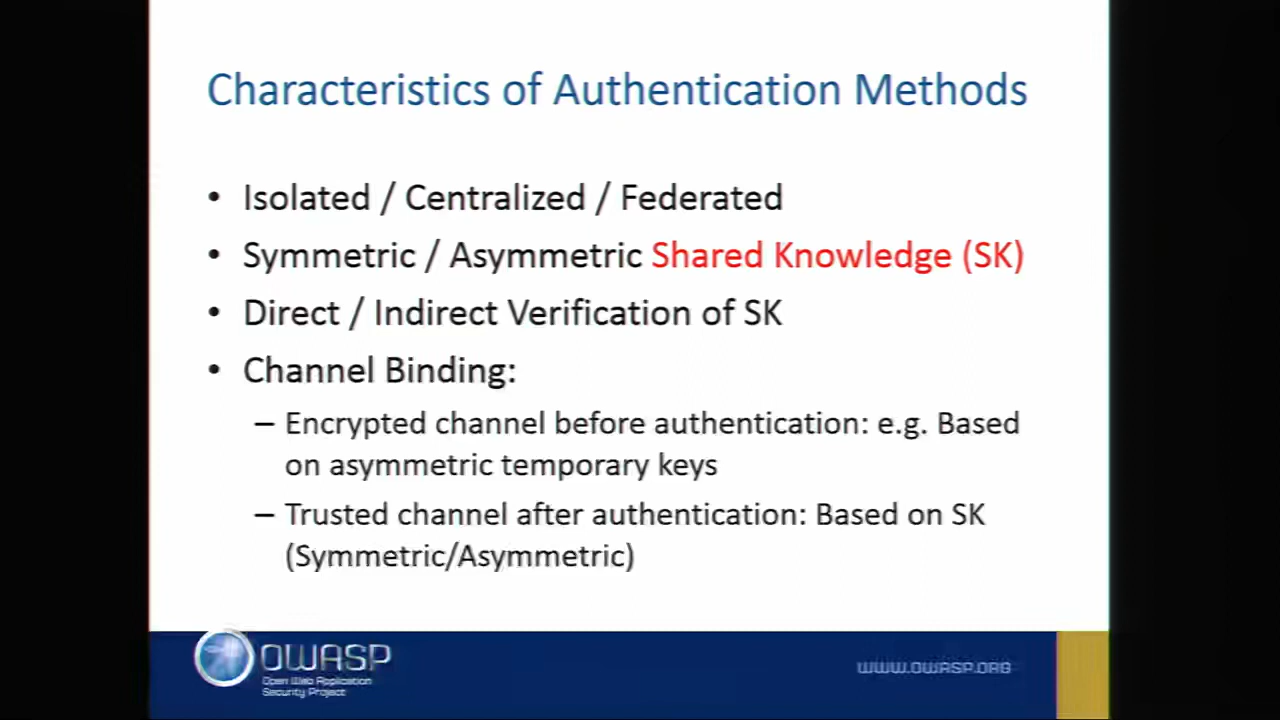 Characteristics of Authentication Methods
• Isolated / Centralized / Federated
• Symmetric / Asymmetric Shared Knowledge (SK)
• Direct / Indirect Verification of SK
• Channel Binding:
– Encrypted channel before authentication: e.g. Based
on asymmetric temporary keys
– Trusted channel after authentication: Based on SK
(Symmetric/Asymmetric)
OWASP
Open Web Application
Security Project
WWW.OWASP.ORG